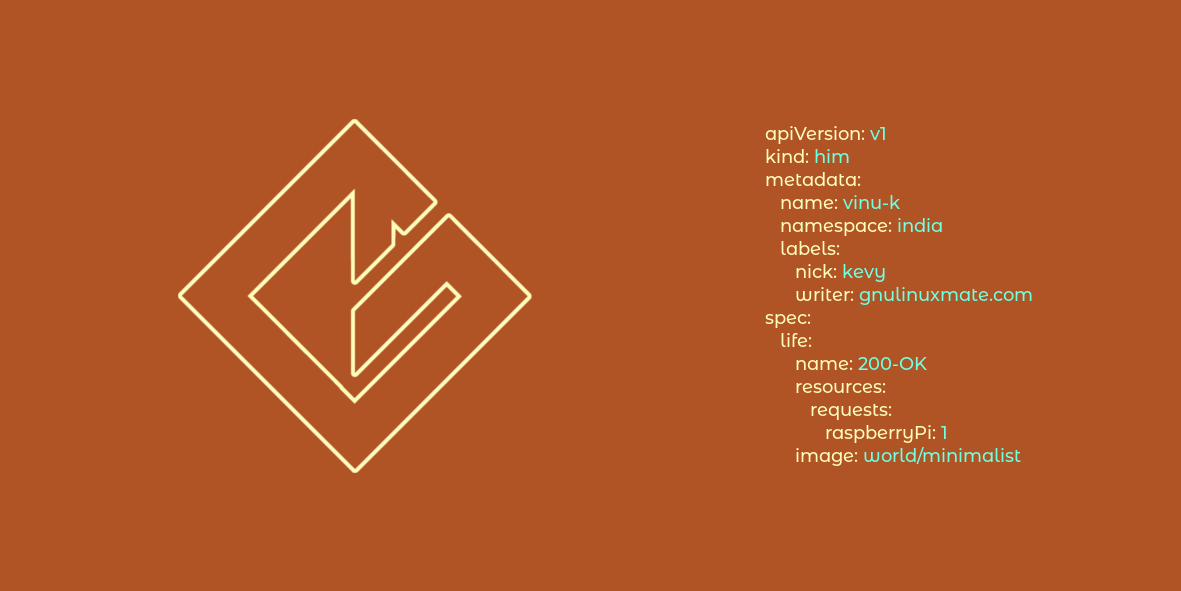 apiVersion: v1
kind: him
metadata:
   name: vinu-k
   namespace: india
   labels:
      nick: kevy
      writer: gnulinuxmate.com
spec:
   life:
      name: 200-OK
      resources:
         requests:
            raspberryPi: 1
      image: world/minimalist